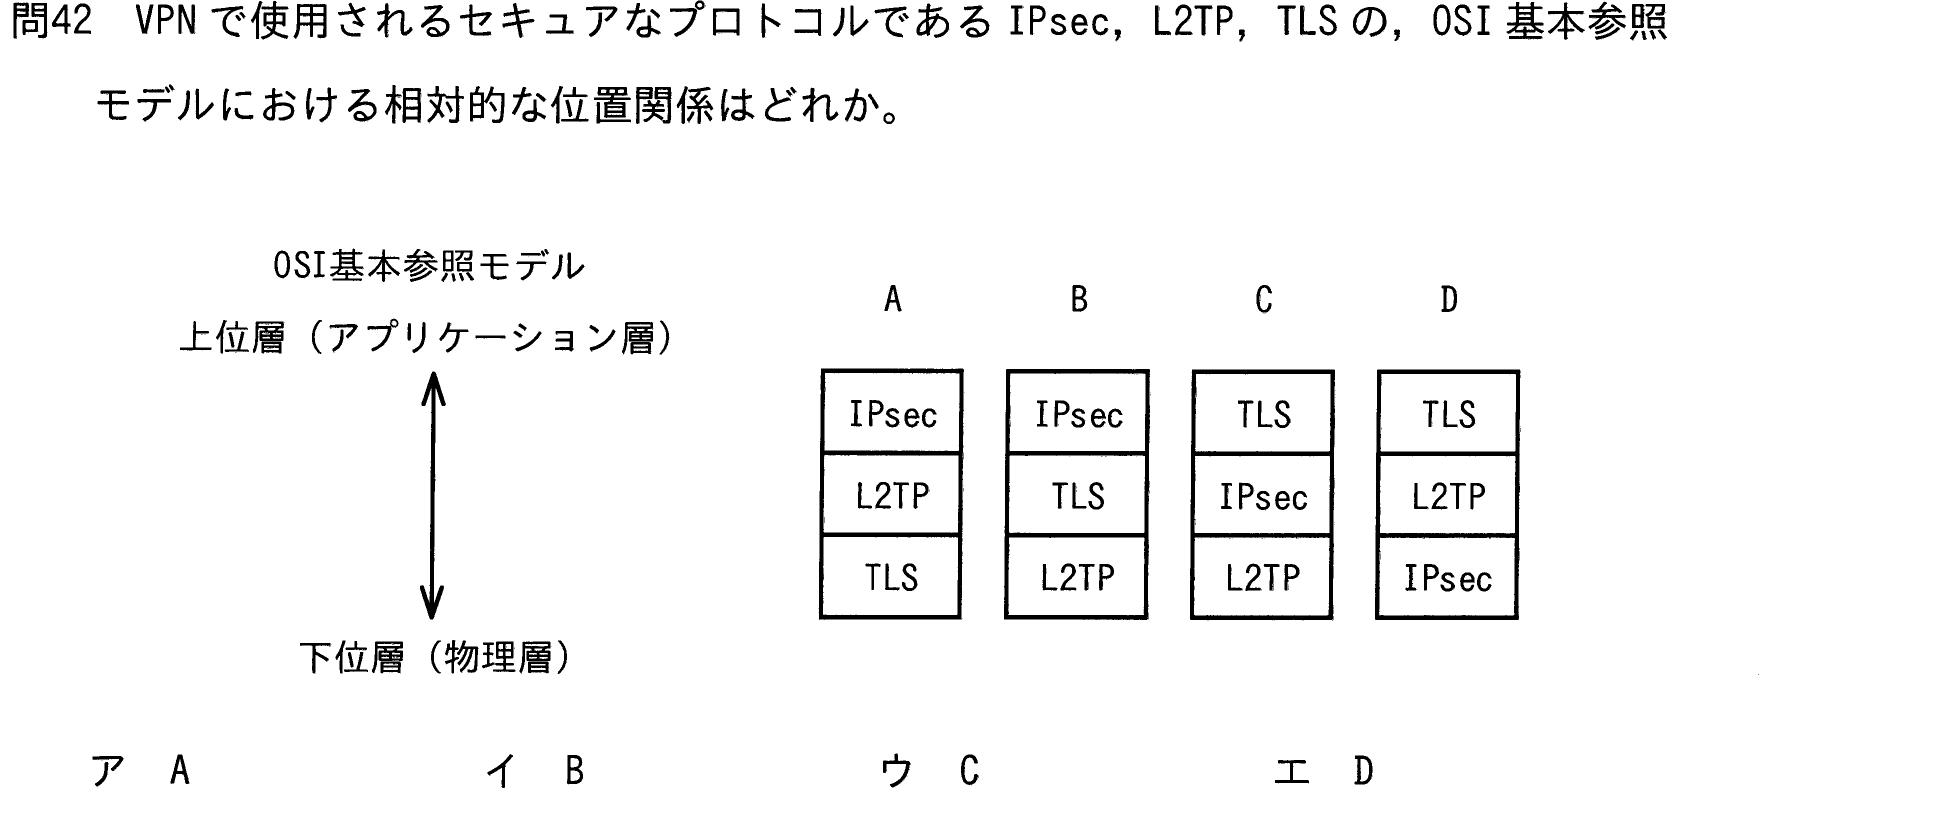 問42　VPN で使用されるセキュアなプロトコルである IPsec，L2TP，TLS の，OSI 基本参照
モデルにおける相対的な位置関係はどれか。
OSI基本参照モデル
上位層（アプリケーション層）
下位層（物理層）
A　B　C　D
IPsec　IPsec　TLS　TLS
L2TP　TLS　IPsec　L2TP
TLS　L2TP　L2TP　IPsec
ア　A　イ　B　ウ　C　エ　D